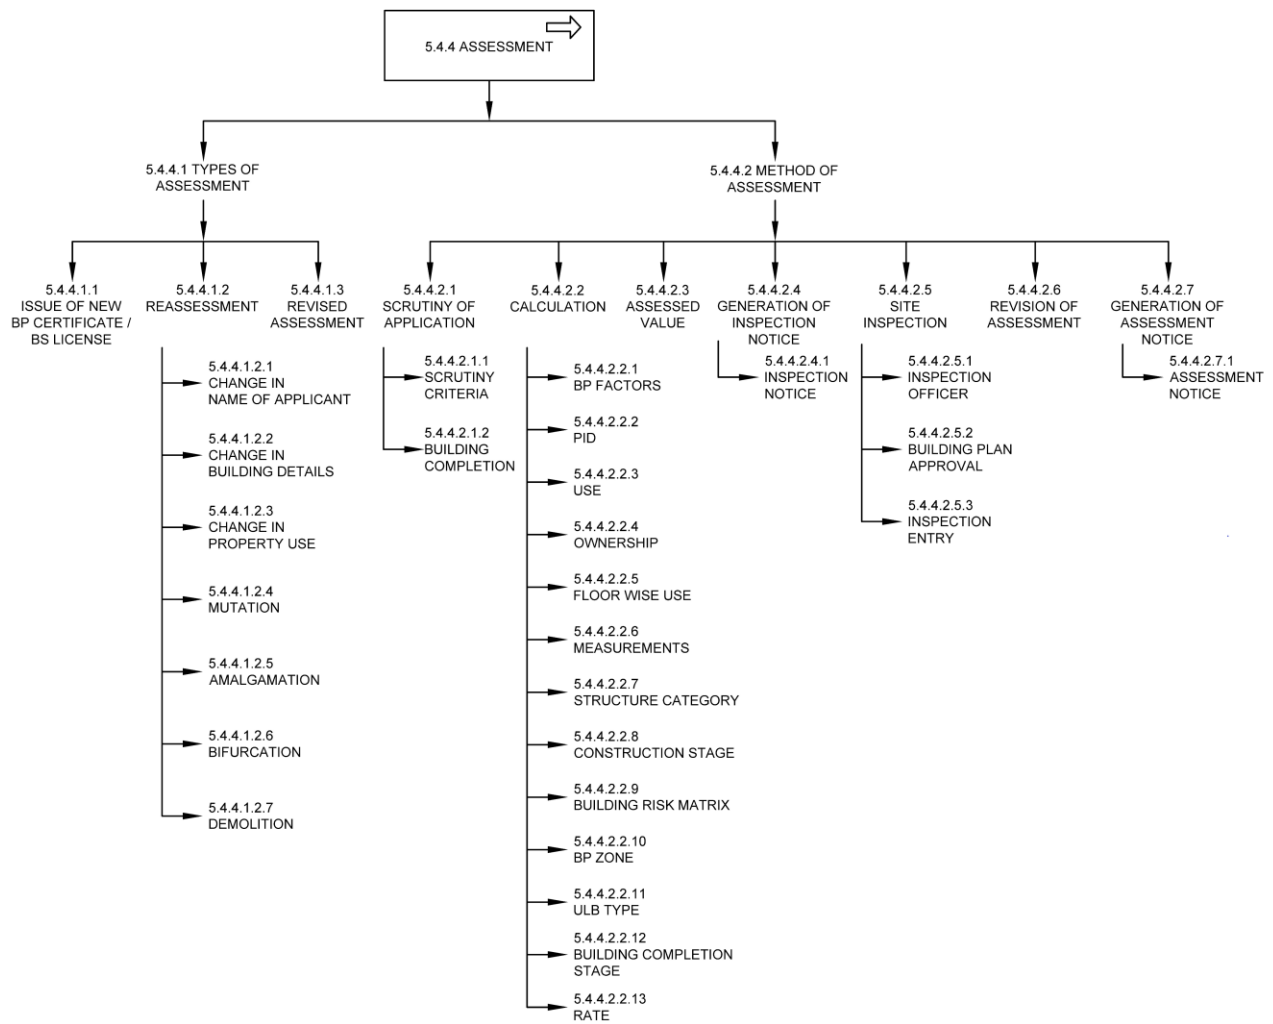 5.4.4 ASSESSMENT
5.4.4.1 TYPES OF
ASSESSMENT
5.4.4.2 METHOD OF
ASSESSMENT
5.4.4.1.1
ISSUE OF NEW
BP CERTIFICATE /
BS LICENSE
5.4.4.1.2
REASSESSMENT
5.4.4.1.3
REVISED
ASSESSMENT
5.4.4.2.1
SCRUTINY OF
APPLICATION
5.4.4.2.2
CALCULATION
5.4.4.2.3
ASSESSED
VALUE
5.4.4.2.4
GENERATION OF
INSPECTION
NOTICE
5.4.4.2.5
SITE
INSPECTION
5.4.4.2.6
REVISION OF
ASSESSMENT
5.4.4.2.7
GENERATION OF
ASSESSMENT
NOTICE
5.4.4.1.2.1
CHANGE IN
NAME OF APPLICANT
5.4.4.1.2.2
CHANGE IN
BUILDING DETAILS
5.4.4.1.2.3
CHANGE IN
PROPERTY USE
5.4.4.1.2.4
MUTATION
5.4.4.1.2.5
AMALGAMATION
5.4.4.1.2.6
BIFURCATION
5.4.4.1.2.7
DEMOLITION
5.4.4.2.1.1
SCRUTINY
CRITERIA
5.4.4.2.1.2
BUILDING
COMPLETION
5.4.4.2.2.1
BP FACTORS
5.4.4.2.2.2
PID
5.4.4.2.2.3
USE
5.4.4.2.2.4
OWNERSHIP
5.4.4.2.2.5
FLOOR WISE USE
5.4.4.2.2.6
MEASUREMENTS
5.4.4.2.2.7
STRUCTURE CATEGORY
5.4.4.2.2.8
CONSTRUCTION STAGE
5.4.4.2.2.9
BUILDING RISK MATRIX
5.4.4.2.2.10
BP ZONE
5.4.4.2.2.11
ULB TYPE
5.4.4.2.2.12
BUILDING COMPLETION
STAGE
5.4.4.2.2.13
RATE
5.4.4.2.4.1
INSPECTION
NOTICE
5.4.4.2.5.1
INSPECTION
OFFICER
5.4.4.2.5.2
BUILDING PLAN
APPROVAL
5.4.4.2.5.3
INSPECTION
ENTRY
5.4.4.2.7.1
ASSESSMENT
NOTICE